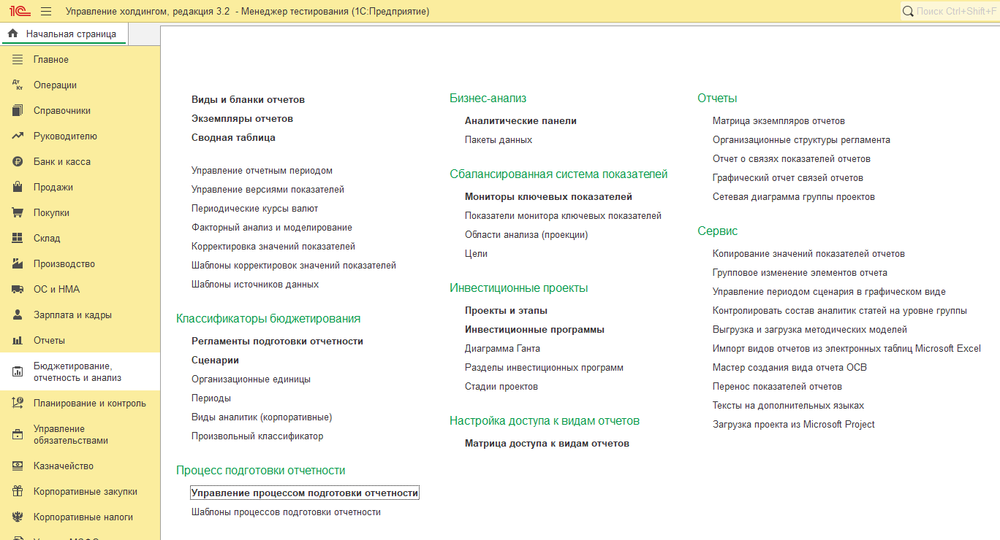 1С Управление холдингом, редакция 3.2 - Менеджер тестирования (1С:Предприятие)
Поиск Ctrl+Shift+F
Начальная страница
Главное
Дт Кт
Операции
Справочники
Руководителю
Банк и касса
Продажи
Покупки
Склад
Производство
ОС и НМА
Зарплата и кадры
Отчеты
Бюджетирование,
отчетность и анализ
Планирование и контроль
Управление
обязательствами
Казначейство
Корпоративные закупки
Корпоративные налоги
Виды и бланки отчетов
Экземпляры отчетов
Сводная таблица
Управление отчетным периодом
Управление версиями показателей
Периодические курсы валют
Факторный анализ и моделирование
Корректировка значений показателей
Шаблоны корректировок значений показателей
Шаблоны источников данных
Классификаторы бюджетирования
Регламенты подготовки отчетности
Сценарии
Организационные единицы
Периоды
Виды аналитик (корпоративные)
Произвольный классификатор
Процесс подготовки отчетности
Управление процессом подготовки отчетности
Шаблоны процессов подготовки отчетности
Бизнес-анализ
Аналитические панели
Пакеты данных
Сбалансированная система показателей
Мониторы ключевых показателей
Показатели монитора ключевых показателей
Области анализа (проекции)
Цели
Инвестиционные проекты
Проекты и этапы
Инвестиционные программы
Диаграмма Ганта
Разделы инвестиционных программ
Стадии проектов
Настройка доступа к видам отчетов
Матрица доступа к видам отчетов
Отчеты
Матрица экземпляров отчетов
Организационные структуры регламента
Отчет о связях показателей отчетов
Графический отчет связей отчетов
Сетевая диаграмма группы проектов
Сервис
Копирование значений показателей отчетов
Групповое изменение элементов отчета
Управление периодом сценария в графическом виде
Контролировать состав аналитик статей на уровне группы
Выгрузка и загрузка методических моделей
Импорт видов отчетов из электронных таблиц Microsoft Excel
Мастер создания вида отчета ОСВ
Перенос показателей отчетов
Тексты на дополнительных языках
Загрузка проекта из Microsoft Project